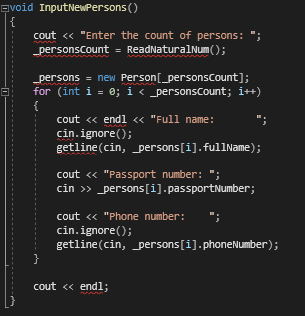 void InputNewPersons()
{
cout << "Enter the count of persons: ";
_personsCount = ReadNaturalNum();
_persons = new Person[_personsCount];
for (int i = 0; i < _personsCount; i++)
{
cout << endl << "Full name:       ";
cin.ignore();
getline(cin, _persons[i].fullName);
cout << "Passport number: ";
cin >> _persons[i].passportNumber;
cout << "Phone number:    ";
cin.ignore();
getline(cin, _persons[i].phoneNumber);
}
cout << endl;
}